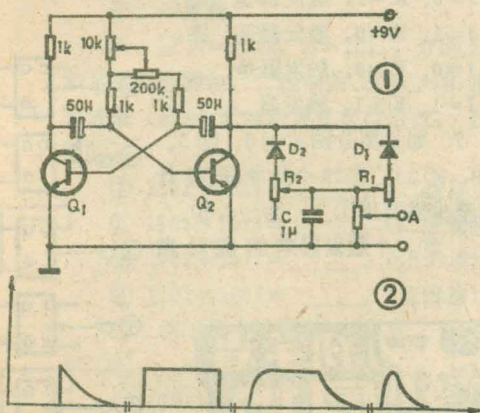 +9V
1k
10k
1k
200k
1k
1k
50µ
50µ
Q₁
Q₂
D₂
D₁
R₂
R₁
C
1µ
A
①
②